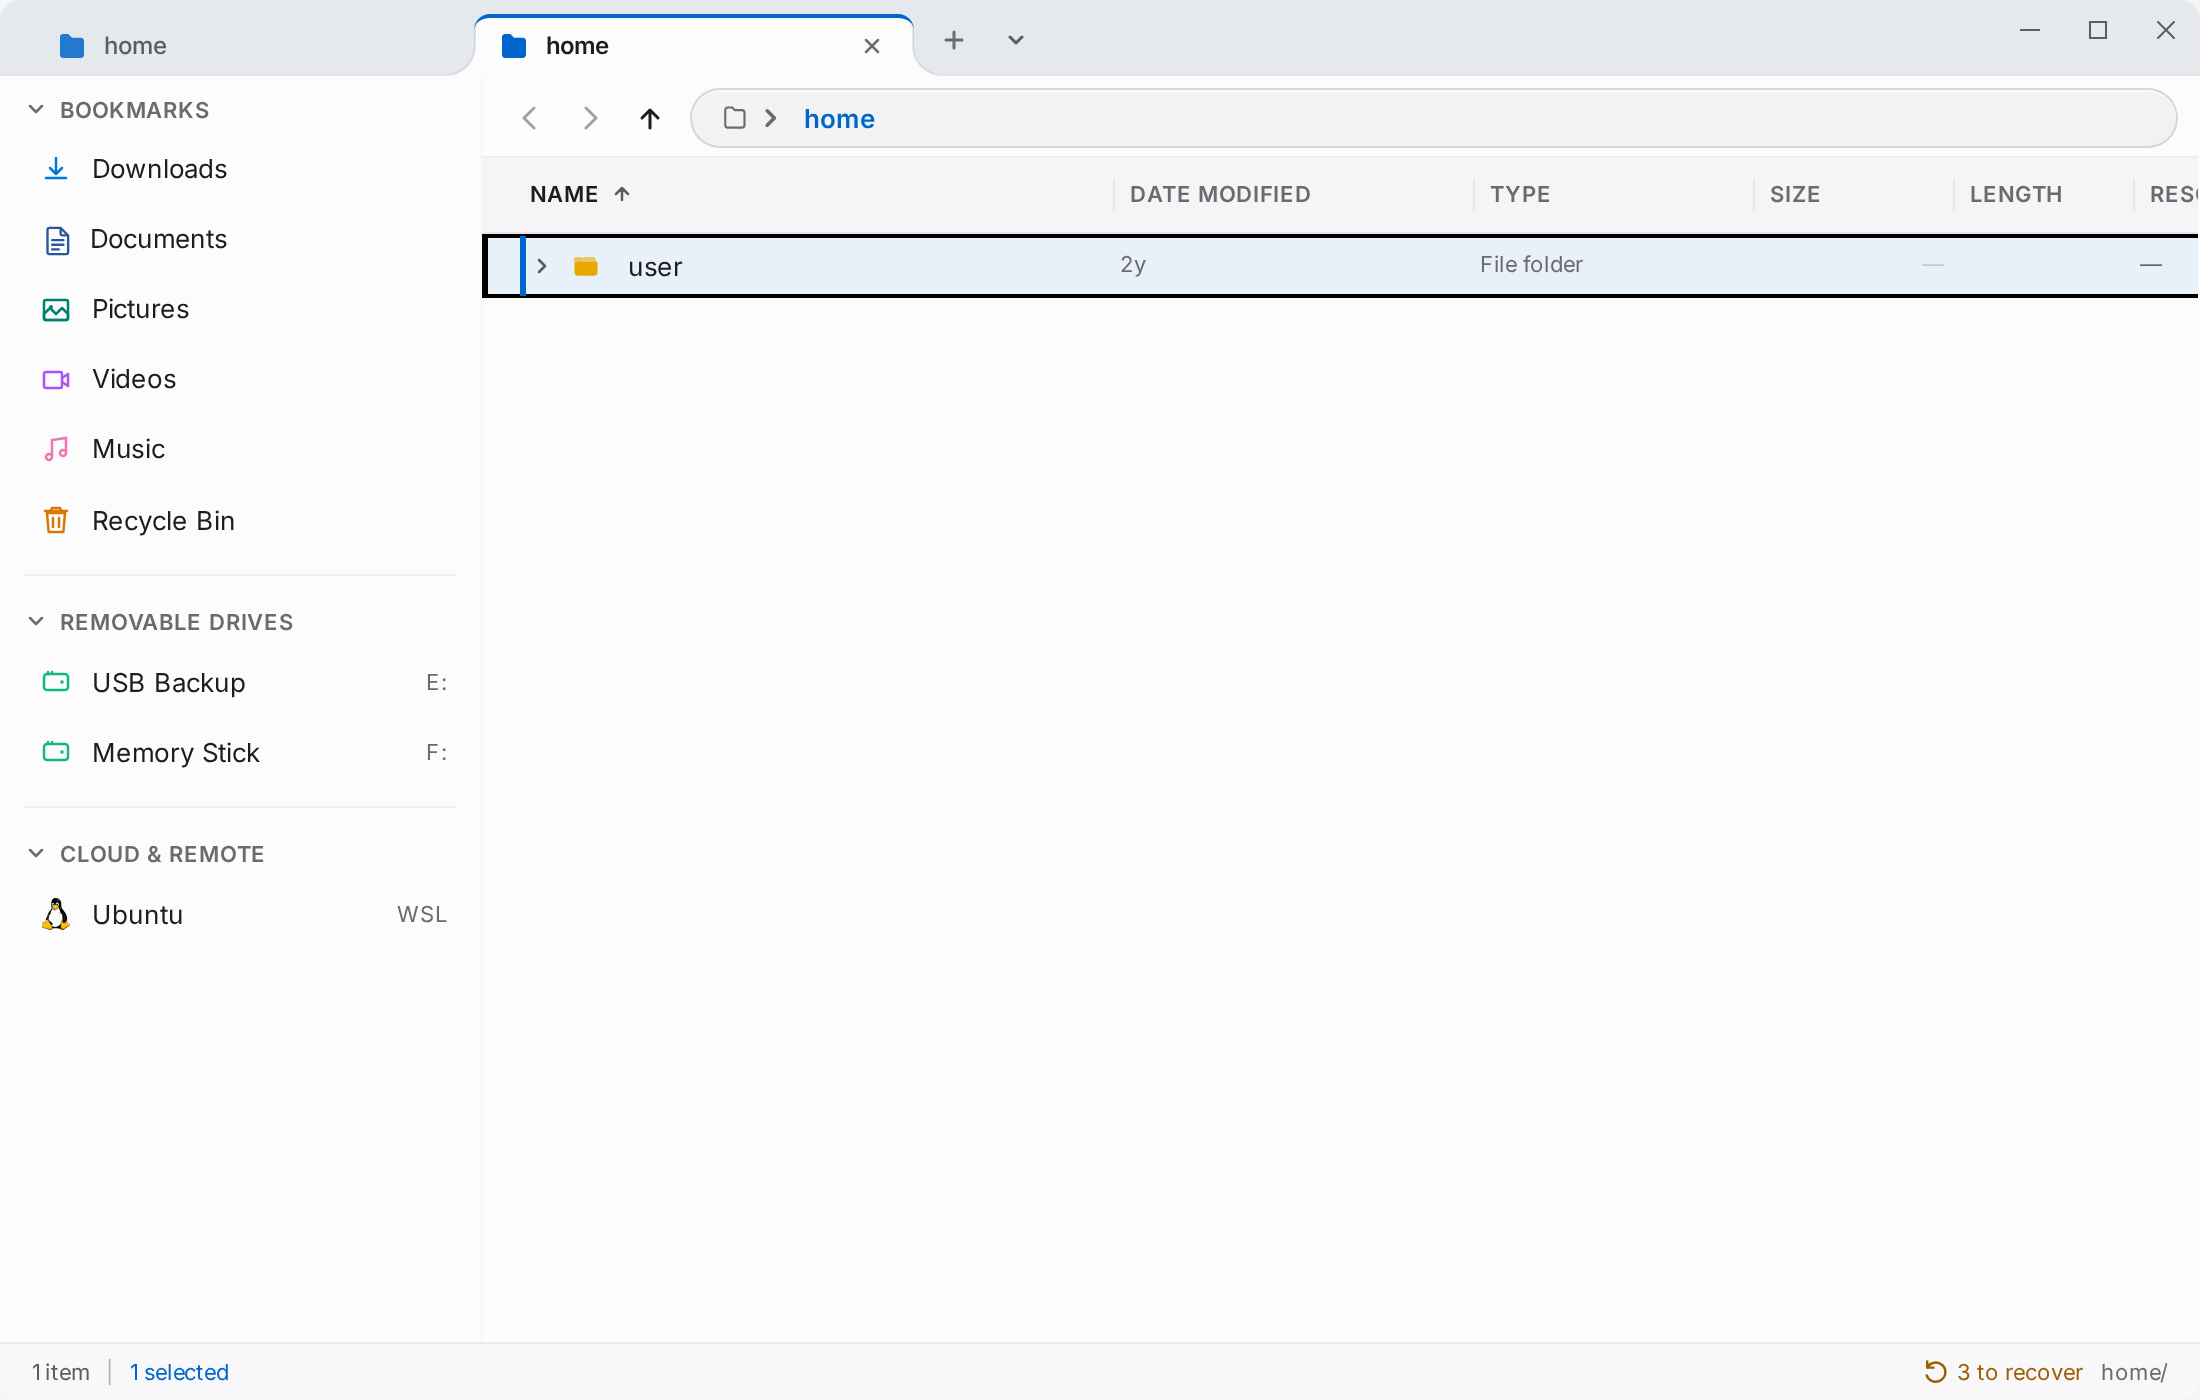 home
home
BOOKMARKS
Downloads
Documents
Pictures
Videos
Music
Recycle Bin
REMOVABLE DRIVES
USB Backup E:
Memory Stick F:
CLOUD & REMOTE
Ubuntu WSL
home
NAME DATE MODIFIED TYPE SIZE LENGTH
user 2y File folder — —
1 item 1 selected
3 to recover home/